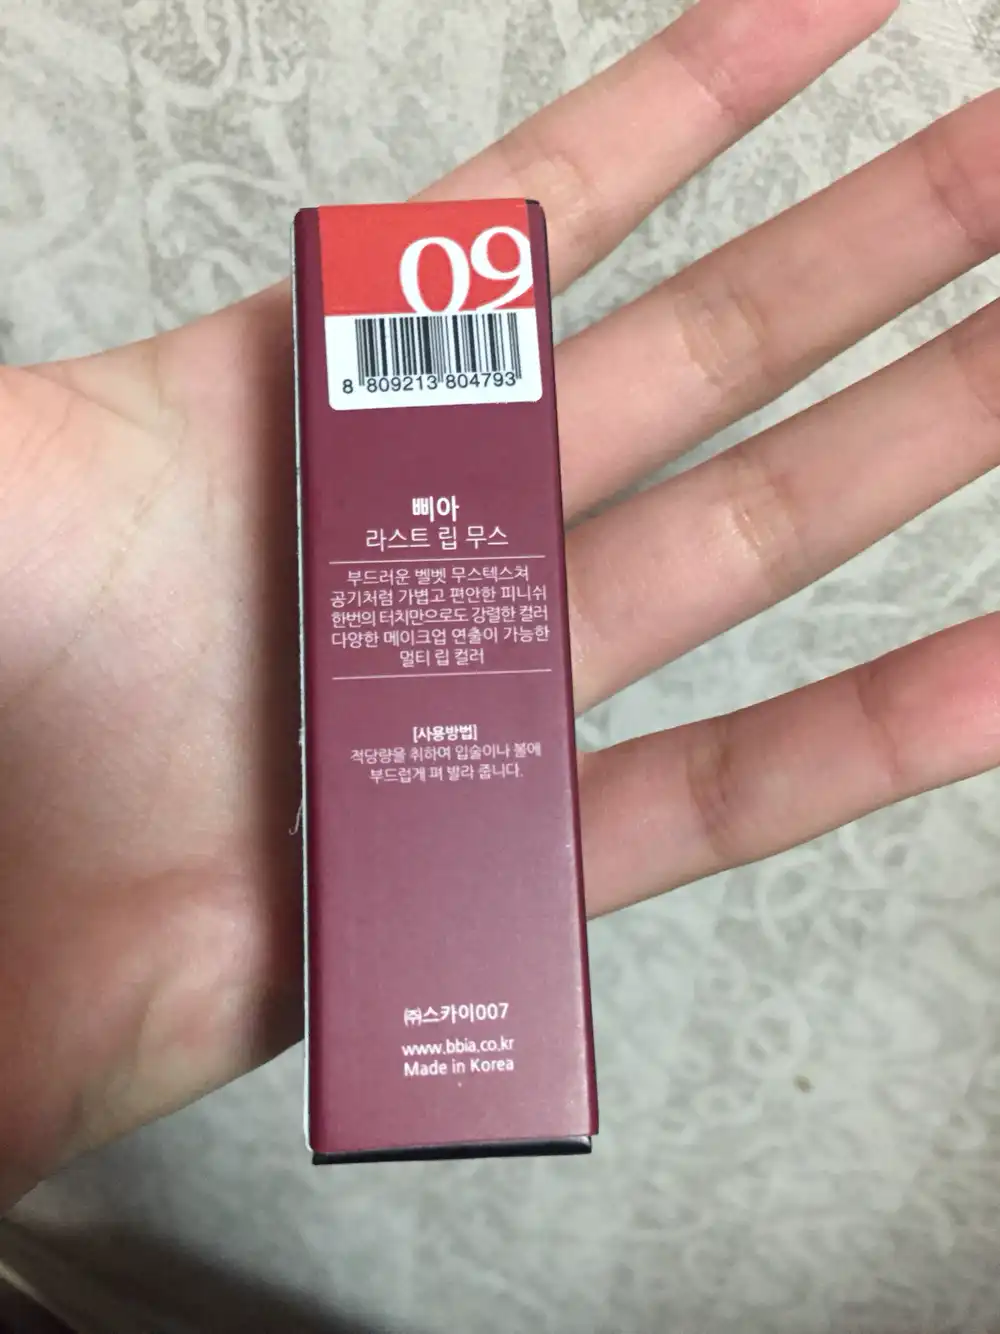 09
8 809213 804793
삐아
라스트 립 무스
부드러운 벨벳 무스텍스쳐
공기처럼 가볍고 편안한 피니쉬
한번의 터치만으로도 강렬한 컬러
다양한 메이크업 연출이 가능한
멀티 립 컬러
[사용방법]
적당량을 취하여 입술이나 볼에
부드럽게 펴 발라 줍니다.
㈜스카이007
www.bbia.co.kr
Made in Korea